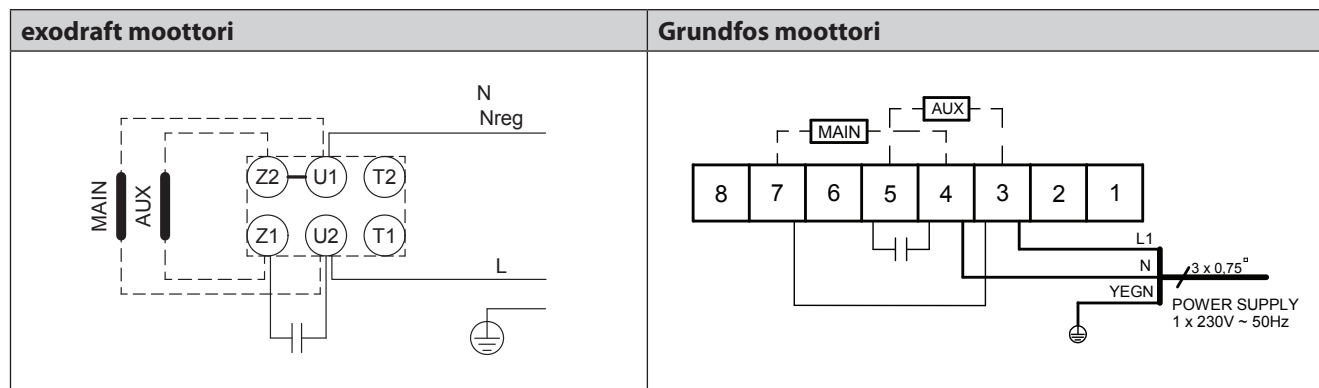 exodraft moottori
Grundfos moottori
N
Nreg
MAIN
AUX
Z2
U1
T2
Z1
U2
T1
L
AUX
MAIN
8 7 6 5 4 3 2 1
L1
N
3 x 0,75▫
YEGN
POWER SUPPLY
1 x 230V ~ 50Hz